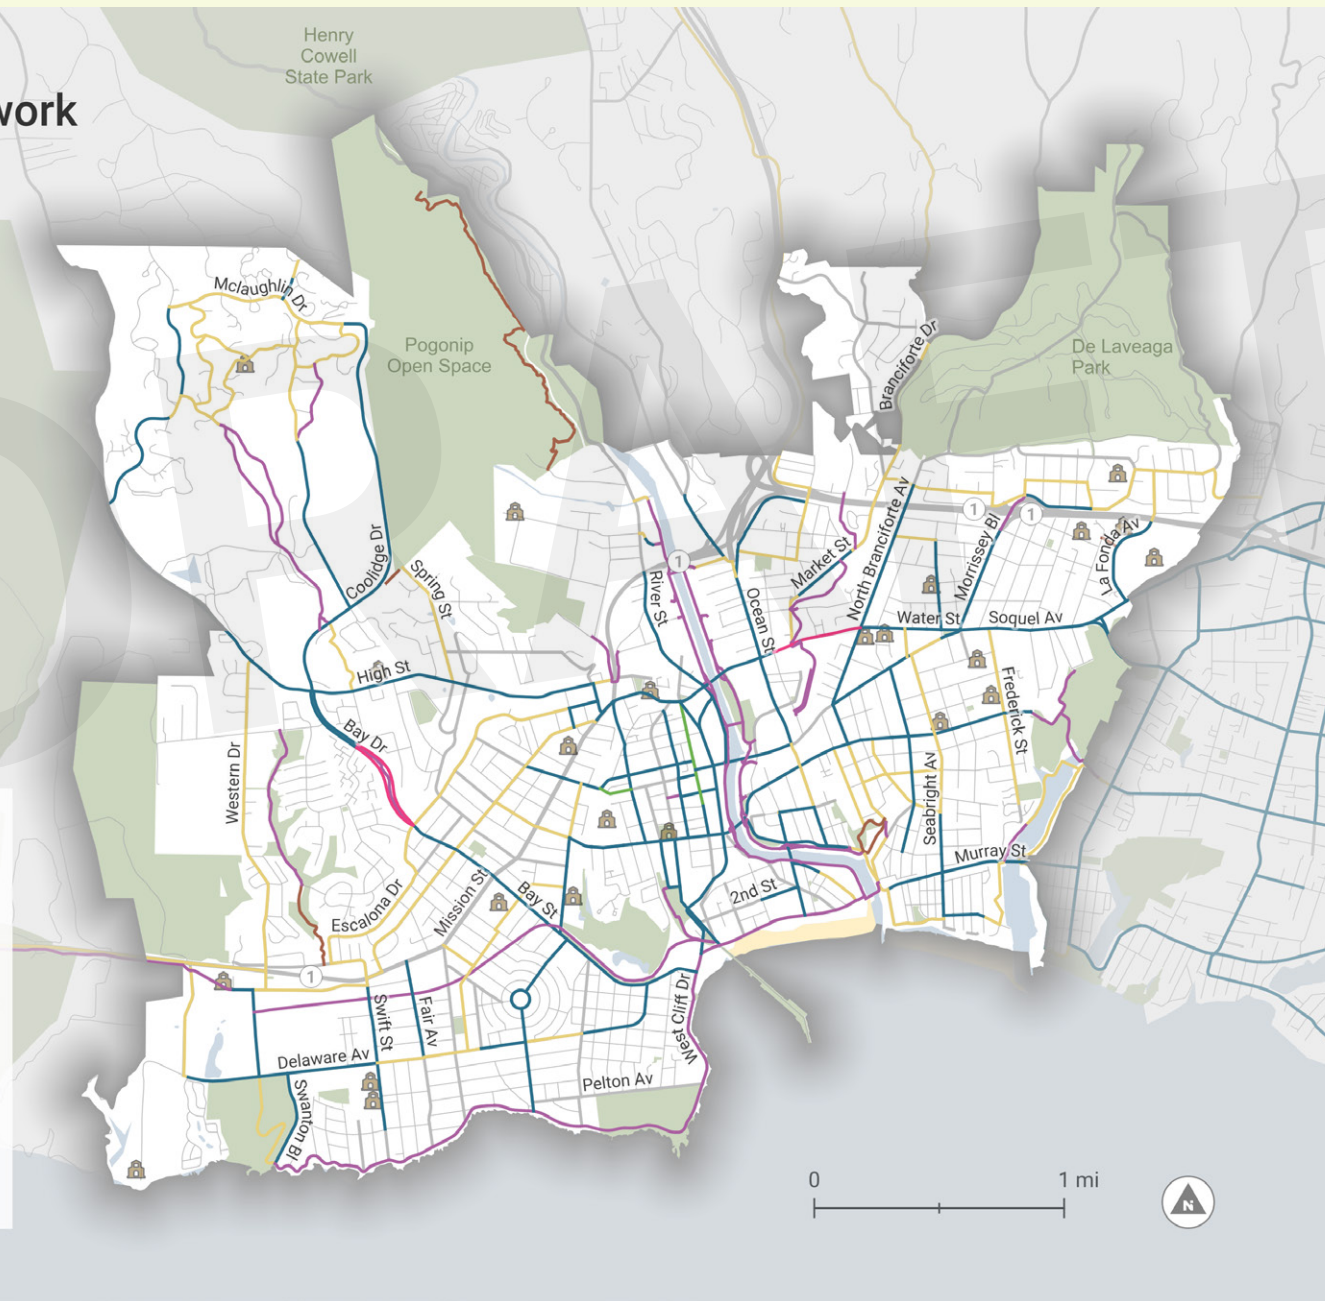 Henry
Cowell
State Park
work
Mclaughlin Dr
Pogonip
Open Space
Branciforte Dr
De Laveaga
Park
1
1
1
North Branciforte Av
Morrissey Bl
La Fonda Av
Market St
Coolidge Dr
Spring St
River St
Ocean St
Water St
Soquel Av
High St
Frederick St
Bay Dr
Western Dr
Seabright Av
Murray St
Escalona Dr
Mission St
Bay St
2nd St
1
Swift St
Fair Av
West Cliff Dr
Delaware Av
Pelton Av
Swanton Bl
0
1 mi
N